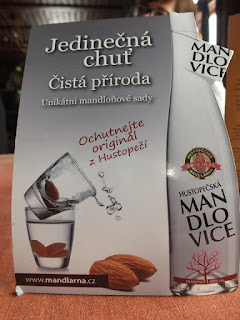 Jedinečná
chuť
Čistá příroda
Unikátní mandloňové sady
Ochutnejte
originál
z Hustopečí
www.mandlarna.cz
MAN
DLO
VICE
HUSTOPEČSKÁ
MAN
DLO
VICE